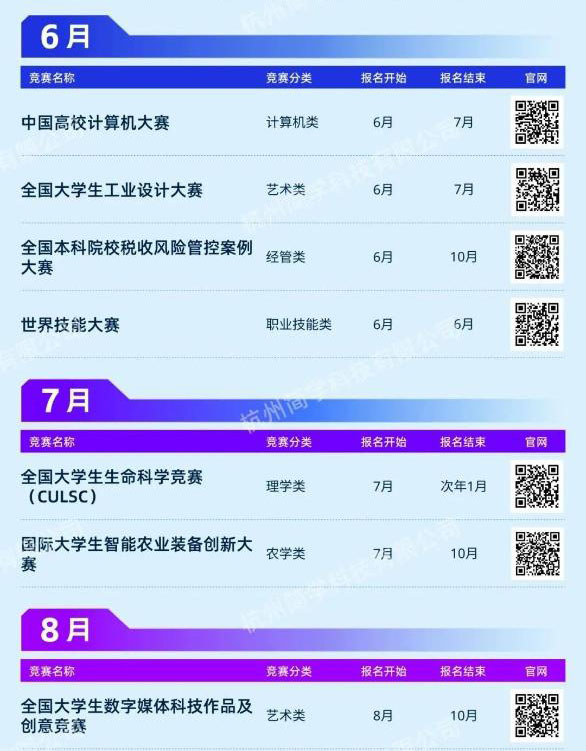 6月
竞赛名称 竞赛分类 报名开始 报名结束 官网
中国高校计算机大赛 计算机类 6月 7月
全国大学生工业设计大赛 艺术类 6月 7月
全国本科院校税收风险管控案例
大赛 经管类 6月 10月
世界技能大赛 职业技能类 6月 6月
7月
竞赛名称 竞赛分类 报名开始 报名结束 官网
全国大学生生命科学竞赛
（CULSC） 理学类 7月 次年1月
国际大学生智能农业装备创新大
赛 农学类 7月 10月
8月
竞赛名称 竞赛分类 报名开始 报名结束 官网
全国大学生数字媒体科技作品及
创意竞赛 艺术类 8月 10月
杭州简学科技有限公司